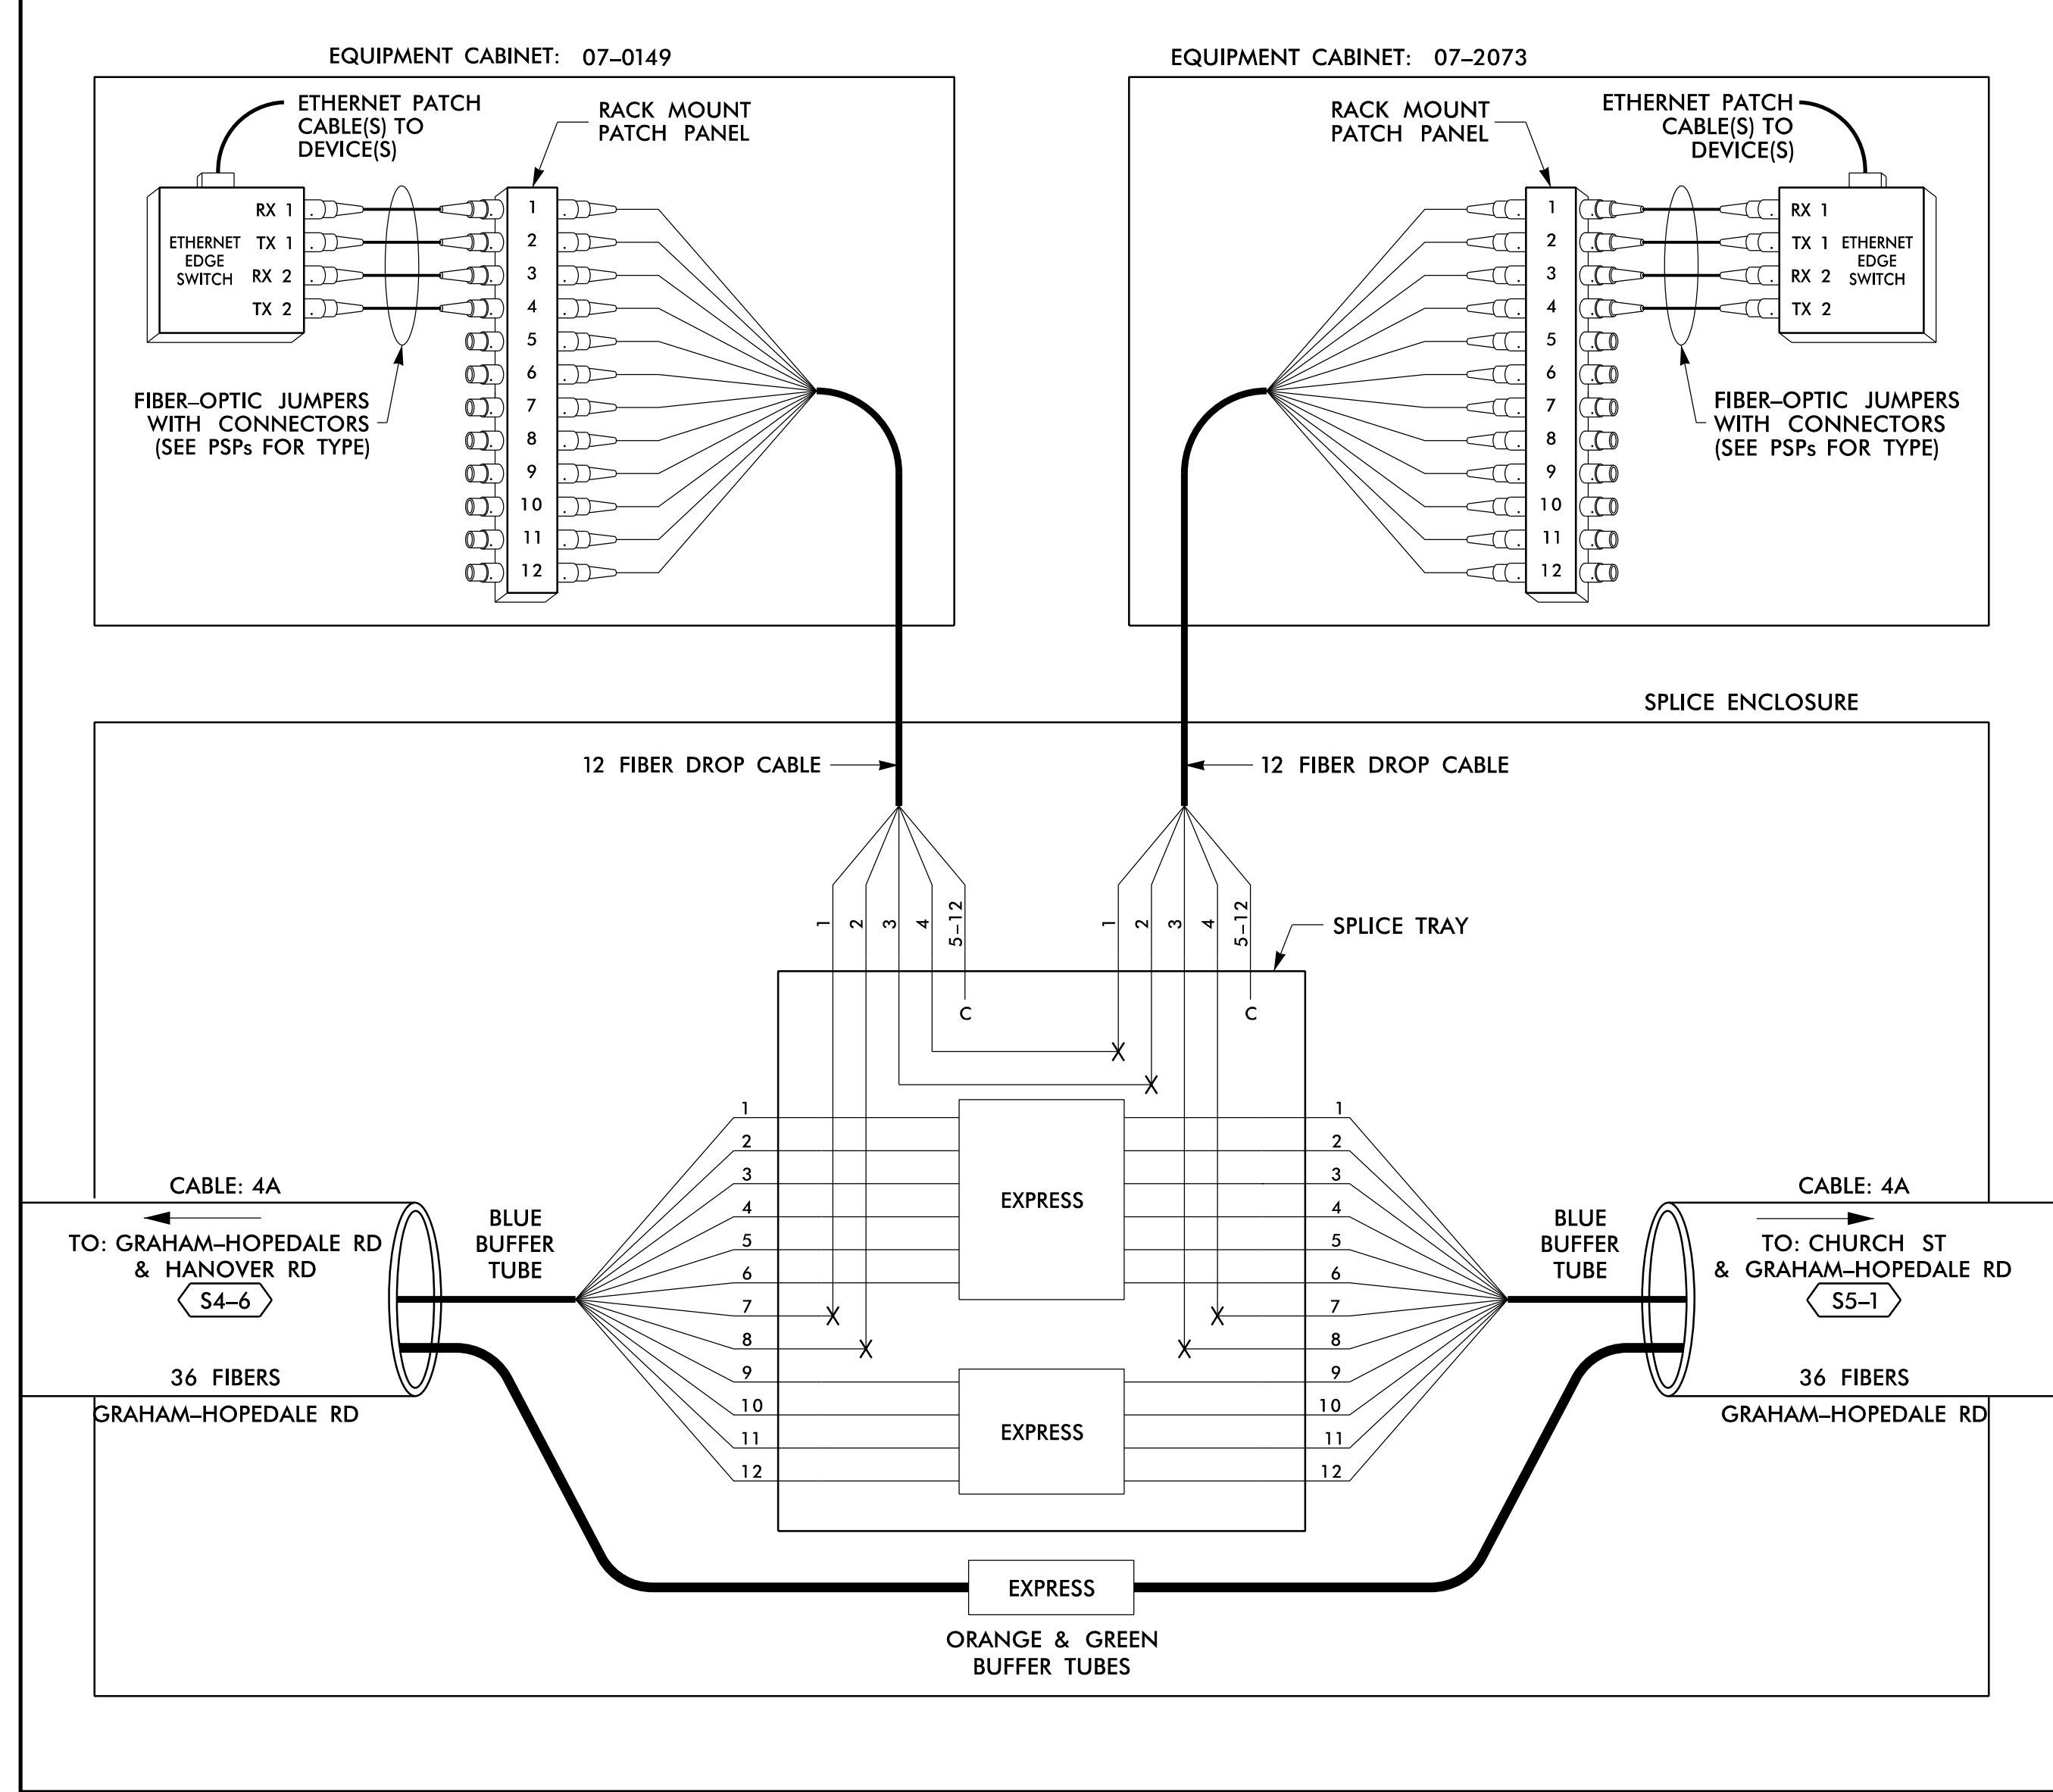 EQUIPMENT CABINET: 07–0149
ETHERNET PATCH
CABLE(S) TO
DEVICE(S)
RACK MOUNT
PATCH PANEL
RX 1
TX 1
RX 2
TX 2
ETHERNET
EDGE
SWITCH
1
2
3
4
5
6
7
8
9
10
11
12
FIBER–OPTIC JUMPERS
WITH CONNECTORS
(SEE PSPs FOR TYPE)
EQUIPMENT CABINET: 07–2073
RACK MOUNT
PATCH PANEL
ETHERNET PATCH
CABLE(S) TO
DEVICE(S)
1
2
3
4
5
6
7
8
9
10
11
12
RX 1
TX 1
RX 2
TX 2
ETHERNET
EDGE
SWITCH
FIBER–OPTIC JUMPERS
WITH CONNECTORS
(SEE PSPs FOR TYPE)
SPLICE ENCLOSURE
12 FIBER DROP CABLE
12 FIBER DROP CABLE
1
2
3
4
5–12
1
2
3
4
5–12
SPLICE TRAY
C
C
CABLE: 4A
TO: GRAHAM–HOPEDALE RD
& HANOVER RD
S4–6
36 FIBERS
GRAHAM–HOPEDALE RD
BLUE
BUFFER
TUBE
1
2
3
4
5
6
7
8
9
10
11
12
EXPRESS
EXPRESS
1
2
3
4
5
6
7
8
9
10
11
12
BLUE
BUFFER
TUBE
CABLE: 4A
TO: CHURCH ST
& GRAHAM–HOPEDALE RD
S5–1
36 FIBERS
GRAHAM–HOPEDALE RD
EXPRESS
ORANGE & GREEN
BUFFER TUBES